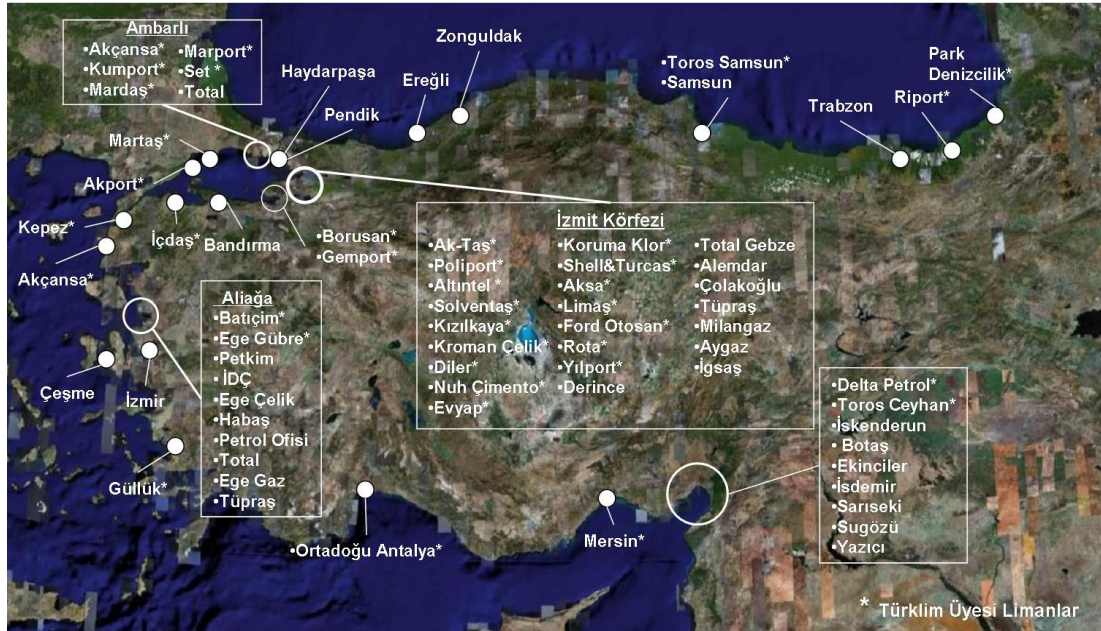 Ambarlı
•Akçansa* •Marport*
•Kumport* •Set *
•Mardaş* •Total
Haydarpaşa
Pendik
Ereğli
Zonguldak
•Toros Samsun*
•Samsun
Trabzon
Riport*
Park
Denizcilik*
Martaş*
Akport*
Kepez*
Akçansa*
İçdaş*
Bandırma
•Borusan*
•Gemport*
İzmit Körfezi
•Ak-Taş* •Koruma Klor* •Total Gebze
•Poliport* •Shell&Turcas* •Alemdar
•Altıntel * •Aksa* •Çolakoğlu
•Solventaş* •Limaş* •Tüpraş
•Kızılkaya* •Ford Otosan* •Milangaz
•Kroman Çelik* •Rota* •Aygaz
•Diler* •Yılport* •İgsaş
•Nuh Çimento* •Derince
•Evyap*
Aliağa
•Batıçim*
•Ege Gübre*
•Petkim
•İDÇ
•Ege Çelik
•Habaş
•Petrol Ofisi
•Total
•Ege Gaz
•Tüpraş
Çeşme
İzmir
Güllük*
•Ortadoğu Antalya*
Mersin*
•Delta Petrol*
•Toros Ceyhan*
•İskenderun
• Botaş
•Ekinciler
•İsdemir
•Sarıseki
•Sugözü
•Yazıcı
* Türklim Üyesi Limanlar